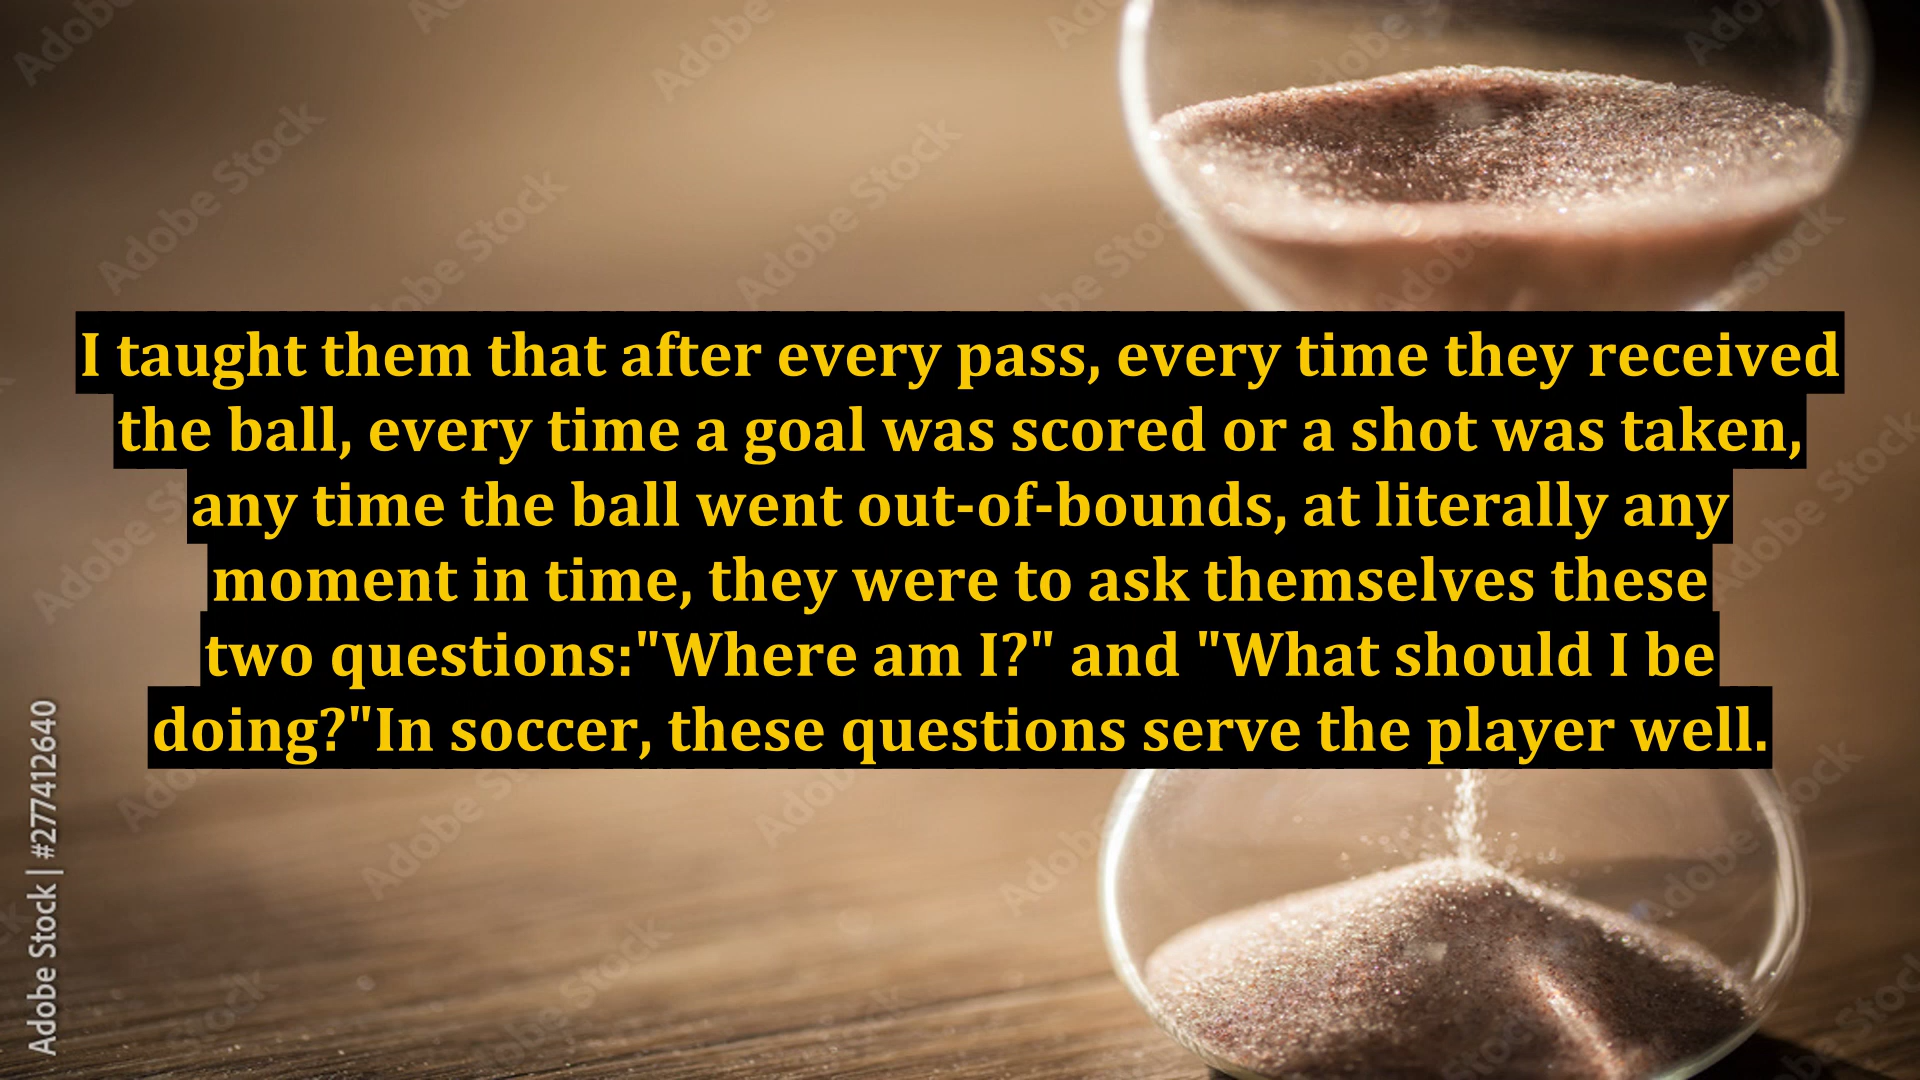 I taught them that after every pass, every time they received
the ball, every time a goal was scored or a shot was taken,
any time the ball went out-of-bounds, at literally any
moment in time, they were to ask themselves these
two questions:"Where am I?" and "What should I be
doing?"In soccer, these questions serve the player well.
Adobe Stock | #277412640
Adobe Stock